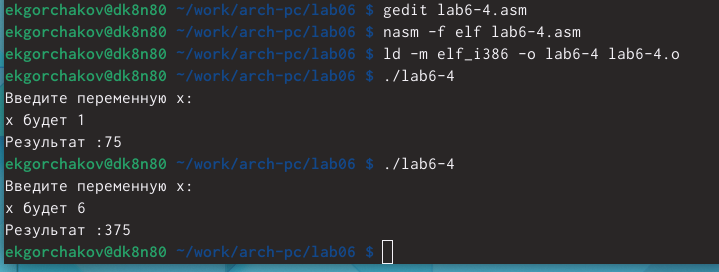 ekgorchakov@dk8n80 ~/work/arch-pc/lab06 $ gedit lab6-4.asm
ekgorchakov@dk8n80 ~/work/arch-pc/lab06 $ nasm -f elf lab6-4.asm
ekgorchakov@dk8n80 ~/work/arch-pc/lab06 $ ld -m elf_i386 -o lab6-4 lab6-4.o
ekgorchakov@dk8n80 ~/work/arch-pc/lab06 $ ./lab6-4
Введите переменную x:
x будет 1
Результат :75
ekgorchakov@dk8n80 ~/work/arch-pc/lab06 $ ./lab6-4
Введите переменную x:
x будет 6
Результат :375
ekgorchakov@dk8n80 ~/work/arch-pc/lab06 $